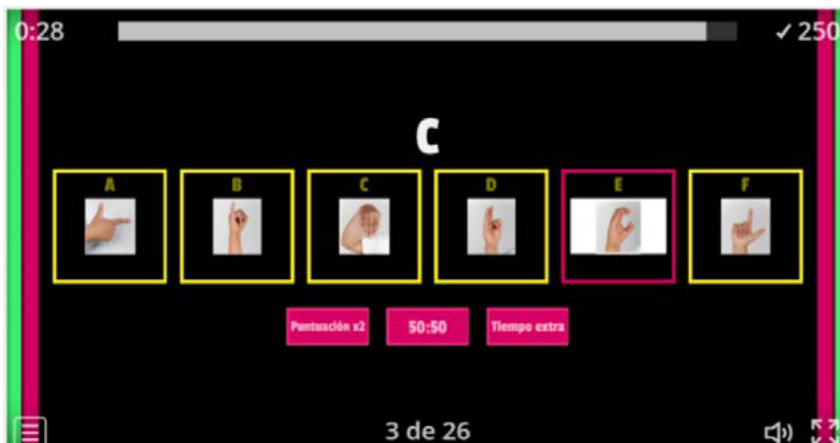 0:28 ✓ 250
C
A B C D E F
Puntuación x2 50:50 Tiempo extra
3 de 26